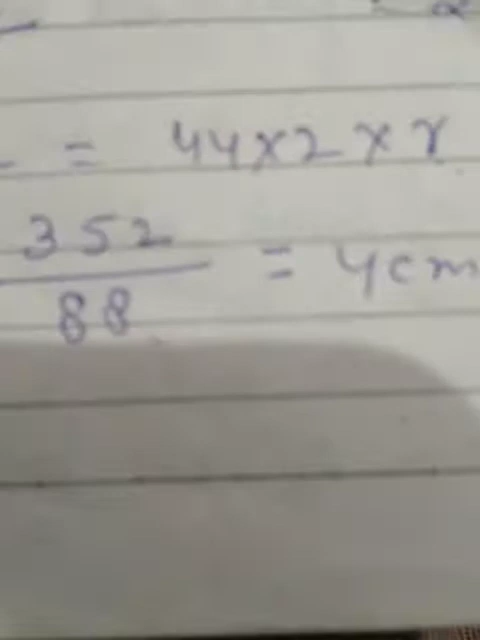 = 44x2xr
352
88
= 4cm